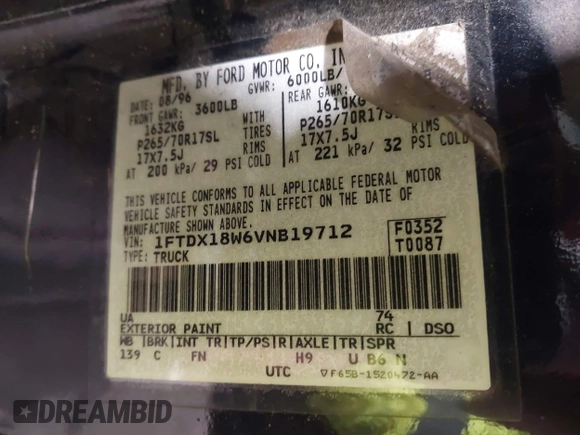 MFD. BY FORD MOTOR CO. IN
DATE: 08/96 GVWR: 6000LB/
FRONT GAWR: 3600LB REAR GAWR:
1632KG WITH 1610KG
P265/70R17SL TIRES P265/70R17SL
17X7.5J RIMS 17X7.5J RIMS
AT 200 kPa/ 29 PSI COLD AT 221 kPa/ 32 PSI COLD
THIS VEHICLE CONFORMS TO ALL APPLICABLE FEDERAL MOTOR
VEHICLE SAFETY STANDARDS IN EFFECT ON THE DATE OF
MANUFACTURE SHOWN ABOVE.
VIN: 1FTDX18W6VNB19712 F0352
TYPE: TRUCK T0087
UA 74
EXTERIOR PAINT RC DSO
WB BRK INT TR TP/PS R AXLE TR SPR
139 C FN H9 U B6 N
UTC ▽F65B-1520472-AA
DREAMBID